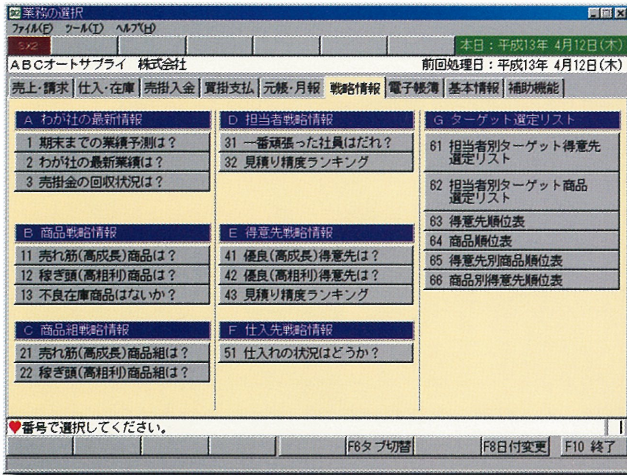 業務の選択
ファイル(F) ツール(T) ヘルプ(H)
SX2
本日：平成13年 4月12日(木)
ABCオートサプライ 株式会社
前回処理日：平成13年 4月12日(木)
売上・請求 仕入・在庫 売掛入金 買掛支払 元帳・月報 戦略情報 電子帳簿 基本情報 補助機能
A わが社の最新情報
1 期末までの業績予測は？
2 わが社の最新業績は？
3 売掛金の回収状況は？
B 商品戦略情報
11 売れ筋(高成長)商品は？
12 稼ぎ頭(高粗利)商品は？
13 不良在庫商品はないか？
C 商品組戦略情報
21 売れ筋(高成長)商品組は？
22 稼ぎ頭(高粗利)商品組は？
D 担当者戦略情報
31 一番頑張った社員はだれ？
32 見積り精度ランキング
E 得意先戦略情報
41 優良(高成長)得意先は？
42 優良(高粗利)得意先は？
43 見積り精度ランキング
F 仕入先戦略情報
51 仕入れの状況はどうか？
G ターゲット選定リスト
61 担当者別ターゲット得意先
選定リスト
62 担当者別ターゲット商品
選定リスト
63 得意先順位表
64 商品順位表
65 得意先別商品順位表
66 商品別得意先順位表
番号で選択してください。
F6タブ切替 F8日付変更 F10 終了